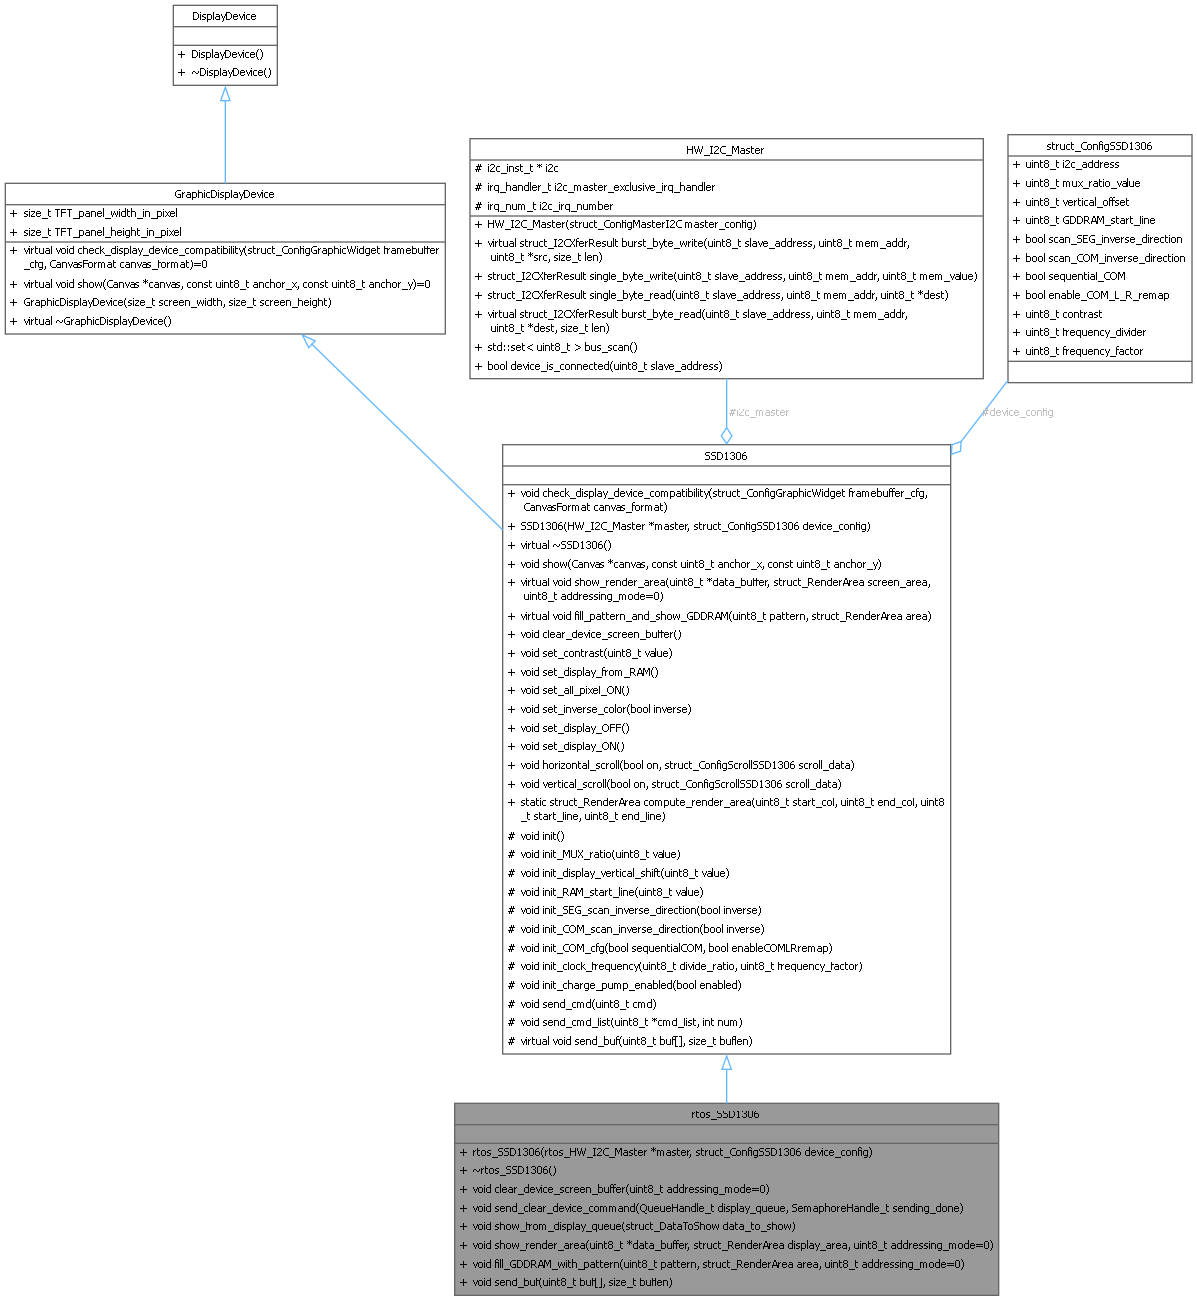 DisplayDevice
+ DisplayDevice()
+ ~DisplayDevice()
GraphicDisplayDevice
+ size_t TFT_panel_width_in_pixel
+ size_t TFT_panel_height_in_pixel
+ virtual void check_display_device_compatibility(struct_ConfigGraphicWidget framebuffer
_cfg, CanvasFormat canvas_format)=0
+ virtual void show(Canvas *canvas, const uint8_t anchor_x, const uint8_t anchor_y)=0
+ GraphicDisplayDevice(size_t screen_width, size_t screen_height)
+ virtual ~GraphicDisplayDevice()
HW_I2C_Master
# i2c_inst_t * i2c
# irq_handler_t i2c_master_exclusive_irq_handler
# irq_num_t i2c_irq_number
+ HW_I2C_Master(struct_ConfigMasterI2C master_config)
+ virtual struct_I2CXferResult burst_byte_write(uint8_t slave_address, uint8_t mem_addr,
uint8_t *src, size_t len)
+ struct_I2CXferResult single_byte_write(uint8_t slave_address, uint8_t mem_addr, uint8_t mem_value)
+ struct_I2CXferResult single_byte_read(uint8_t slave_address, uint8_t mem_addr, uint8_t *dest)
+ virtual struct_I2CXferResult burst_byte_read(uint8_t slave_address, uint8_t mem_addr,
uint8_t *dest, size_t len)
+ std::set< uint8_t > bus_scan()
+ bool device_is_connected(uint8_t slave_address)
struct_ConfigSSD1306
+ uint8_t i2c_address
+ uint8_t mux_ratio_value
+ uint8_t vertical_offset
+ uint8_t GDDRAM_start_line
+ bool scan_SEG_inverse_direction
+ bool scan_COM_inverse_direction
+ bool sequential_COM
+ bool enable_COM_L_R_remap
+ uint8_t contrast
+ uint8_t frequency_divider
+ uint8_t frequency_factor
#i2c_master
#device_config
SSD1306
+ void check_display_device_compatibility(struct_ConfigGraphicWidget framebuffer_cfg,
CanvasFormat canvas_format)
+ SSD1306(HW_I2C_Master *master, struct_ConfigSSD1306 device_config)
+ virtual ~SSD1306()
+ void show(Canvas *canvas, const uint8_t anchor_x, const uint8_t anchor_y)
+ virtual void show_render_area(uint8_t *data_buffer, struct_RenderArea screen_area,
uint8_t addressing_mode=0)
+ virtual void fill_pattern_and_show_GDDRAM(uint8_t pattern, struct_RenderArea area)
+ void clear_device_screen_buffer()
+ void set_contrast(uint8_t value)
+ void set_display_from_RAM()
+ void set_all_pixel_ON()
+ void set_inverse_color(bool inverse)
+ void set_display_OFF()
+ void set_display_ON()
+ void horizontal_scroll(bool on, struct_ConfigScrollSSD1306 scroll_data)
+ void vertical_scroll(bool on, struct_ConfigScrollSSD1306 scroll_data)
+ static struct_RenderArea compute_render_area(uint8_t start_col, uint8_t end_col, uint8
_t start_line, uint8_t end_line)
# void init()
# void init_MUX_ratio(uint8_t value)
# void init_display_vertical_shift(uint8_t value)
# void init_RAM_start_line(uint8_t value)
# void init_SEG_scan_inverse_direction(bool inverse)
# void init_COM_scan_inverse_direction(bool inverse)
# void init_COM_cfg(bool sequentialCOM, bool enableCOMLRremap)
# void init_clock_frequency(uint8_t divide_ratio, uint8_t frequency_factor)
# void init_charge_pump_enabled(bool enabled)
# void send_cmd(uint8_t cmd)
# void send_cmd_list(uint8_t *cmd_list, int num)
# virtual void send_buf(uint8_t buf[], size_t buflen)
rtos_SSD1306
+ rtos_SSD1306(rtos_HW_I2C_Master *master, struct_ConfigSSD1306 device_config)
+ ~rtos_SSD1306()
+ void clear_device_screen_buffer(uint8_t addressing_mode=0)
+ void send_clear_device_command(QueueHandle_t display_queue, SemaphoreHandle_t sending_done)
+ void show_from_display_queue(struct_DataToShow data_to_show)
+ void show_render_area(uint8_t *data_buffer, struct_RenderArea display_area, uint8_t addressing_mode=0)
+ void fill_GDDRAM_with_pattern(uint8_t pattern, struct_RenderArea area, uint8_t addressing_mode=0)
+ void send_buf(uint8_t buf[], size_t buflen)